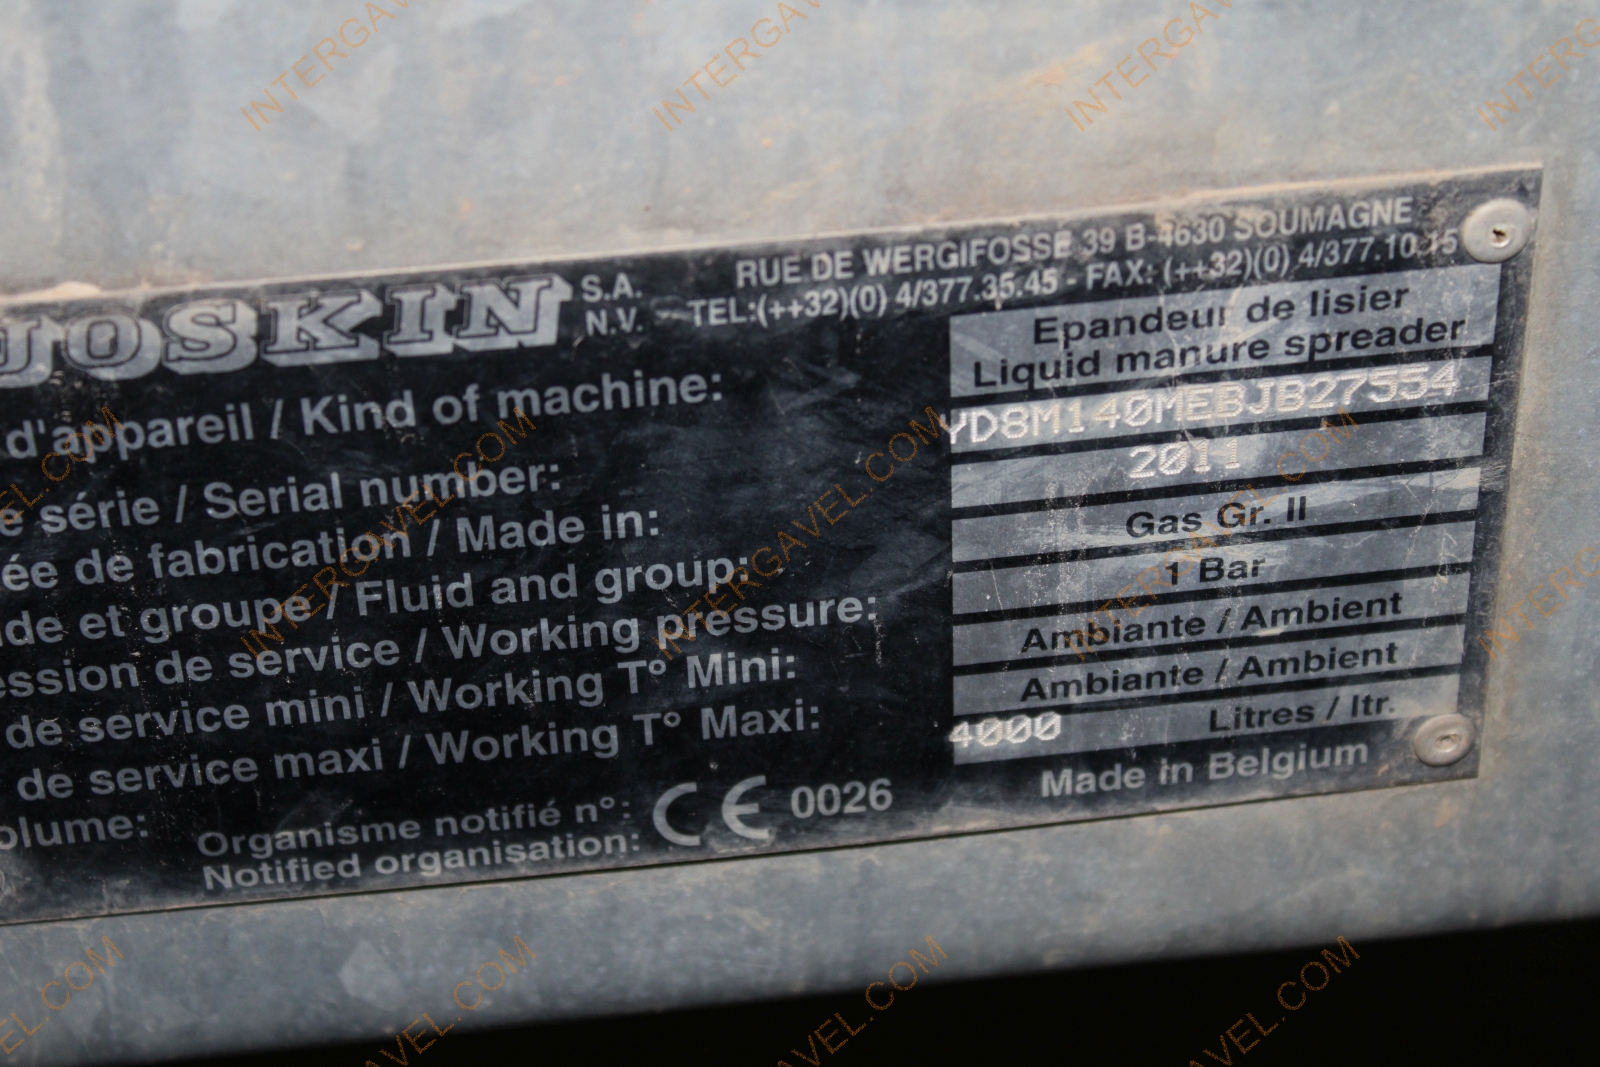 JOSKIN S.A.
N.V.
RUE DE WERGIFOSSE 39 B-4630 SOUMAGNE
TEL:(++32)(0) 4/377.35.45 - FAX: (++32)(0) 4/377.10.15
d'appareil / Kind of machine:
Epandeur de lisier
Liquid manure spreader
e série / Serial number:
YD8M140MEBJB27554
ée de fabrication / Made in:
2011
ide et groupe / Fluid and group:
Gas Gr. II
ession de service / Working pressure:
1 Bar
de service mini / Working T° Mini:
Ambiante / Ambient
de service maxi / Working T° Maxi:
Ambiante / Ambient
olume:
4000 Litres / ltr.
Organisme notifié n°:
Notified organisation:
CE 0026
Made in Belgium
INTERGAVEL.COM